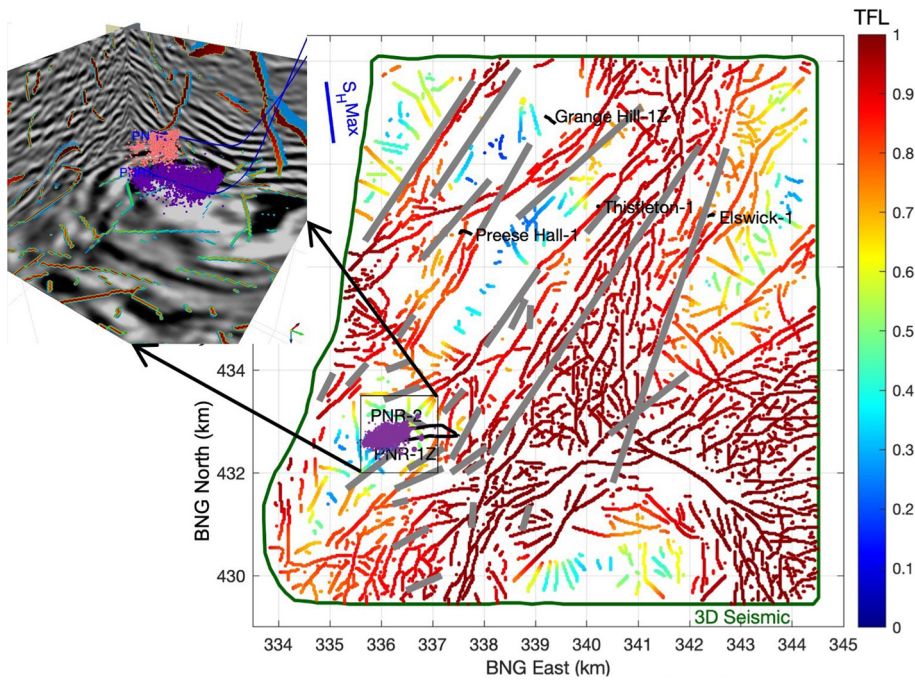 TFL
1
0.9
0.8
0.7
0.6
0.5
0.4
0.3
0.2
0.1
0
PN
S_H Max
Grange Hill-1Z
Thistleton-1
Elswick-1
Preese Hall-1
434
432
430
PNR-2
PNR-1Z
BNG North (km)
3D Seismic
334 335 336 337 338 339 340 341 342 343 344 345
BNG East (km)